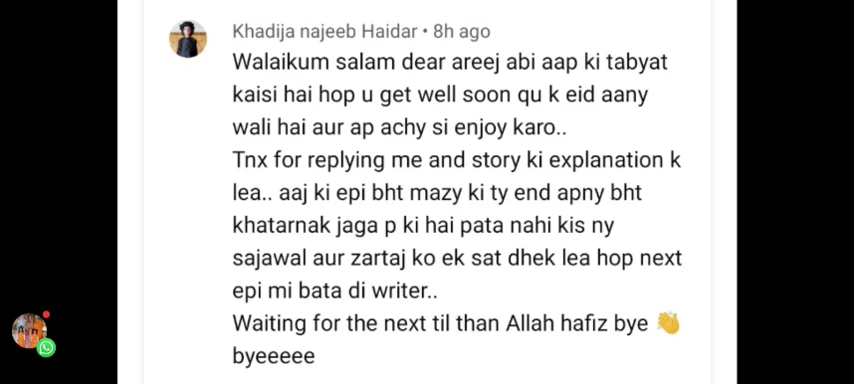 Khadija najeeb Haidar • 8h ago
Walaikum salam dear areej abi aap ki tabyat
kaisi hai hop u get well soon qu k eid aany
wali hai aur ap achy si enjoy karo..
Tnx for replying me and story ki explanation k
lea.. aaj ki epi bht mazy ki ty end apny bht
khatarnak jaga p ki hai pata nahi kis ny
sajawal aur zartaj ko ek sat dhek lea hop next
epi mi bata di writer..
Waiting for the next til than Allah hafiz bye 👋
byeeeee